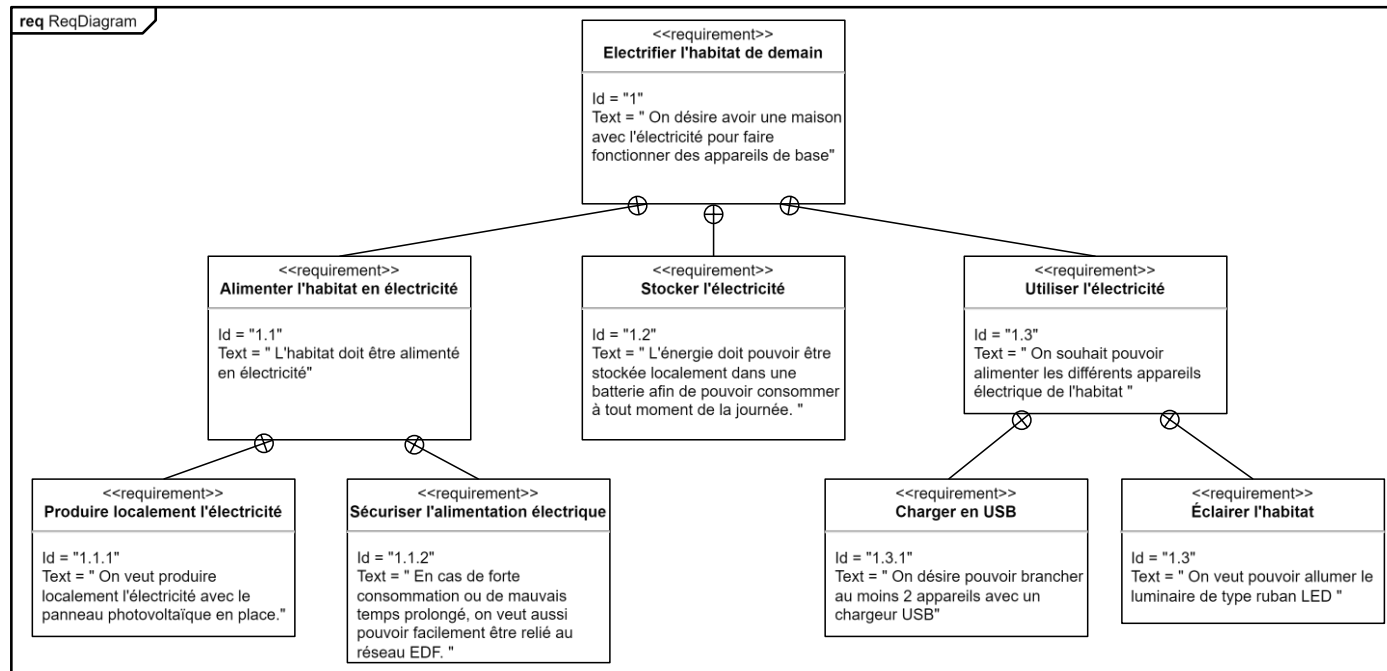 req ReqDiagram
<<requirement>>
Electrifier l'habitat de demain
Id = "1"
Text = " On désire avoir une maison
avec l'électricité pour faire
fonctionner des appareils de base"
<<requirement>>
Alimenter l'habitat en électricité
Id = "1.1"
Text = " L'habitat doit être alimenté
en électricité"
<<requirement>>
Stocker l'électricité
Id = "1.2"
Text = " L'énergie doit pouvoir être
stockée localement dans une
batterie afin de pouvoir consommer
à tout moment de la journée. "
<<requirement>>
Utiliser l'électricité
Id = "1.3"
Text = " On souhait pouvoir
alimenter les différents appareils
électrique de l'habitat "
<<requirement>>
Produire localement l'électricité
Id = "1.1.1"
Text = " On veut produire
localement l'électricité avec le
panneau photovoltaïque en place."
<<requirement>>
Sécuriser l'alimentation électrique
Id = "1.1.2"
Text = " En cas de forte
consommation ou de mauvais
temps prolongé, on veut aussi
pouvoir facilement être relié au
réseau EDF. "
<<requirement>>
Charger en USB
Id = "1.3.1"
Text = " On désire pouvoir brancher
au moins 2 appareils avec un
chargeur USB"
<<requirement>>
Éclairer l'habitat
Id = "1.3"
Text = " On veut pouvoir allumer le
luminaire de type ruban LED "